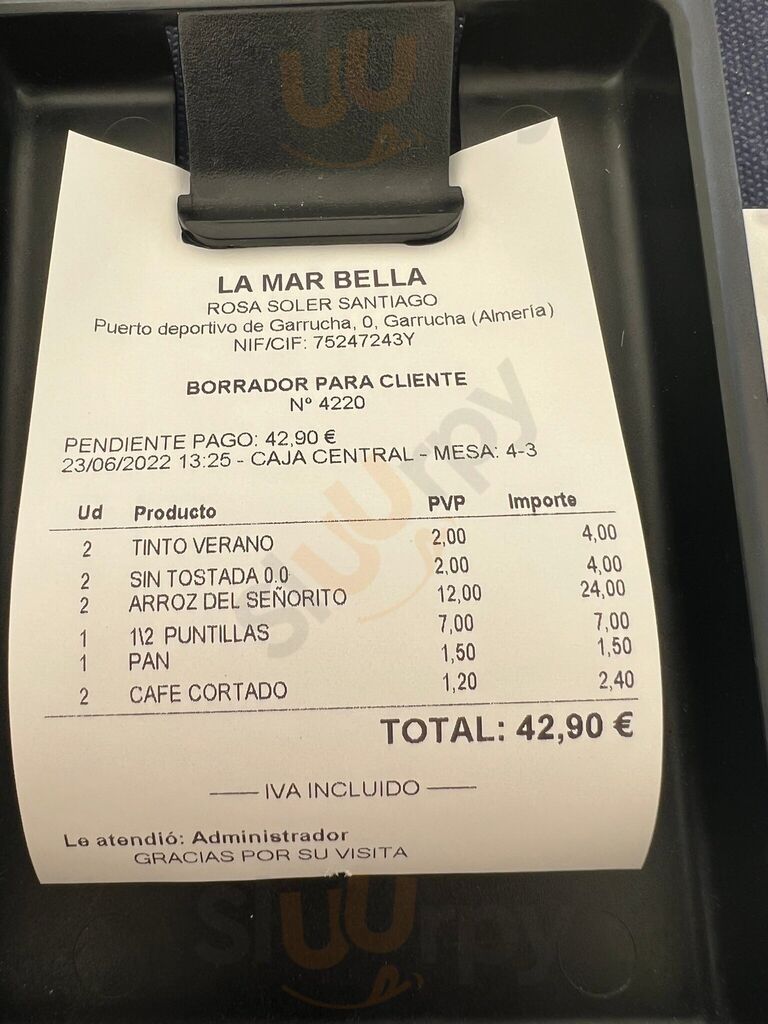 LA MAR BELLA
ROSA SOLER SANTIAGO
Puerto deportivo de Garrucha, 0, Garrucha (Almería)
NIF/CIF: 75247243Y
BORRADOR PARA CLIENTE
Nº 4220
PENDIENTE PAGO: 42,90 €
23/06/2022 13:25 - CAJA CENTRAL - MESA: 4-3
Ud Producto PVP Importe
2 TINTO VERANO 2,00 4,00
2 SIN TOSTADA 0.0 2,00 4,00
2 ARROZ DEL SEÑORITO 12,00 24,00
1 1\2 PUNTILLAS 7,00 7,00
1 PAN 1,50 1,50
2 CAFE CORTADO 1,20 2,40
TOTAL: 42,90 €
IVA INCLUIDO
Le atendió: Administrador
GRACIAS POR SU VISITA
sluurpy
sluurpy